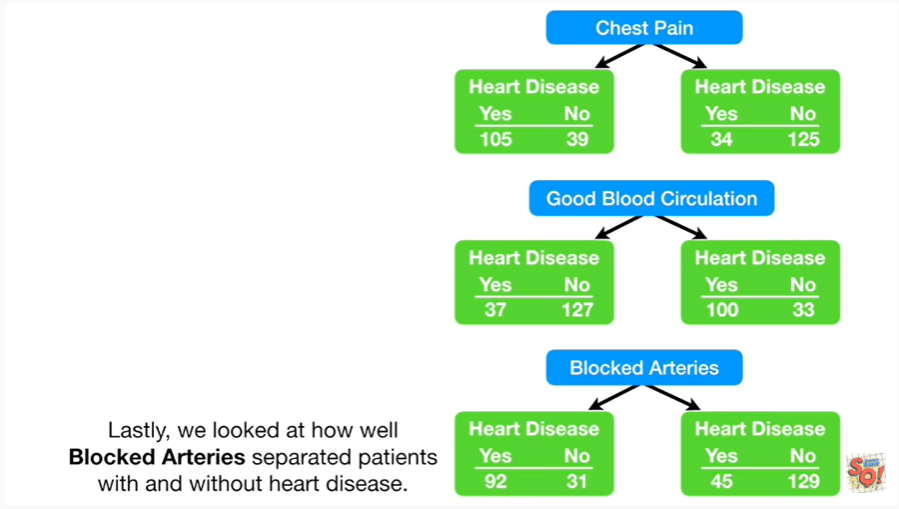 Chest Pain
Heart Disease Heart Disease
Yes No Yes No
105 39 34 125
Good Blood Circulation
Heart Disease Heart Disease
Yes No Yes No
37 127 100 33
Blocked Arteries
Lastly, we looked at how well
Blocked Arteries separated patients
with and without heart disease.
Heart Disease Heart Disease
Yes No Yes No
92 31 45 129
SQ!